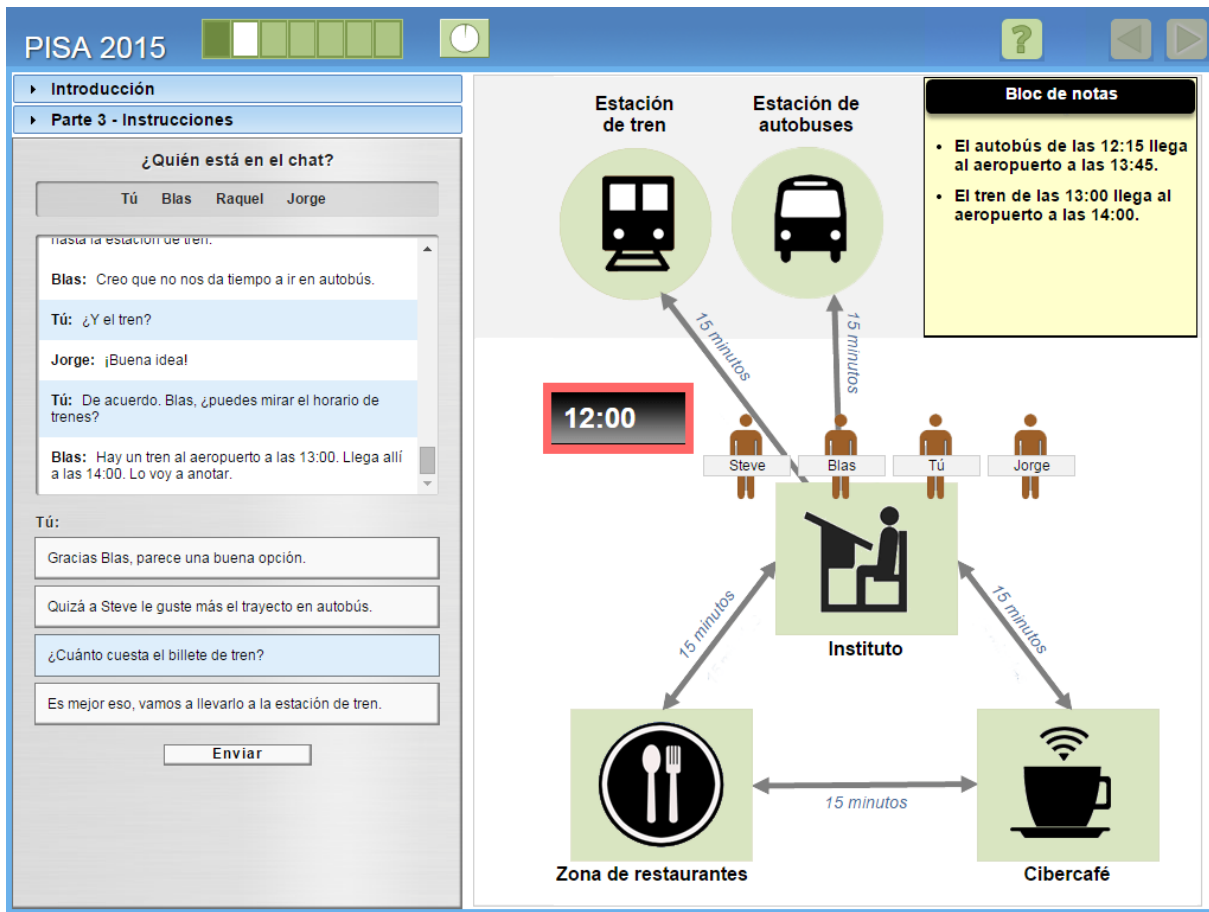 PISA 2015
?
Introducción
Parte 3 - Instrucciones
¿Quién está en el chat?
Tú Blas Raquel Jorge
hasta la estación de tren.
Blas: Creo que no nos da tiempo a ir en autobús.
Tú: ¿Y el tren?
Jorge: ¡Buena idea!
Tú: De acuerdo. Blas, ¿puedes mirar el horario de
trenes?
Blas: Hay un tren al aeropuerto a las 13:00. Llega allí
a las 14:00. Lo voy a anotar.
Tú:
Gracias Blas, parece una buena opción.
Quizá a Steve le guste más el trayecto en autobús.
¿Cuánto cuesta el billete de tren?
Es mejor eso, vamos a llevarlo a la estación de tren.
Enviar
Estación
de tren
Estación de
autobuses
Bloc de notas
• El autobús de las 12:15 llega
al aeropuerto a las 13:45.
• El tren de las 13:00 llega al
aeropuerto a las 14:00.
15 minutos
15 minutos
12:00
Steve
Blas
Tú
Jorge
15 minutos
15 minutos
Instituto
15 minutos
Zona de restaurantes
Cibercafé